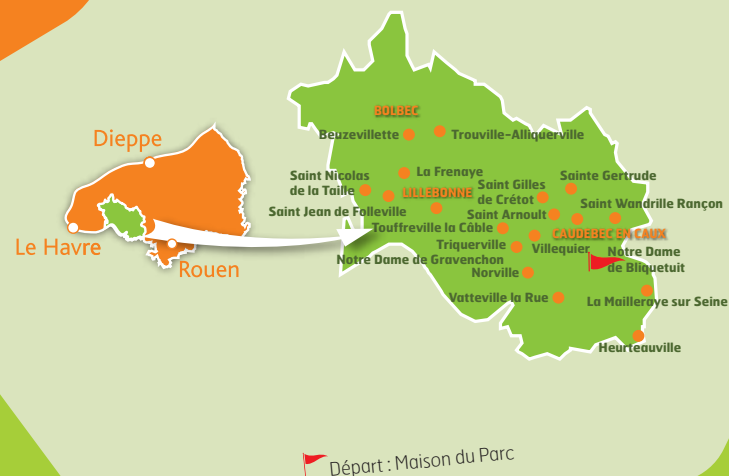 Dieppe
Le Havre
Rouen
BOLBEC
Beuzevillette
Trouville-Alliquerville
La Frenaye
Saint Nicolas
de la Taille
LILLEBONNE
Saint Jean de Folleville
Saint Gilles
de Crétot
Sainte Gertrude
Saint Wandrille Rançon
Saint Arnoult
Touffreville la Câble
CAUDEBEC EN CAUX
Triquerville
Villequier
Notre Dame de Gravenchon
Notre Dame
de Bliquetuit
Norville
Vatteville la Rue
La Mailleraye sur Seine
Heurteauville
Départ : Maison du Parc